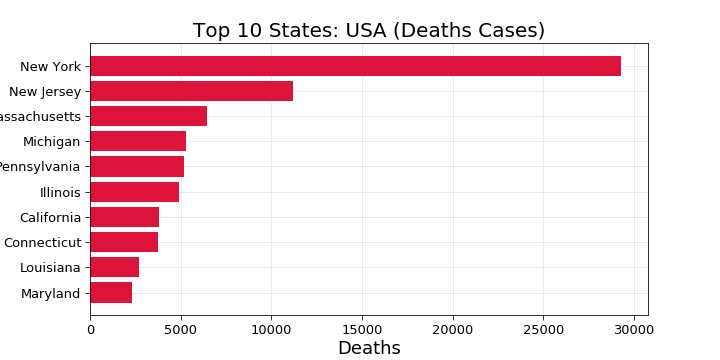 Top 10 States: USA (Deaths Cases)
New York
New Jersey
assachusetts
Michigan
Pennsylvania
Illinois
California
Connecticut
Louisiana
Maryland
0 5000 10000 15000 20000 25000 30000
Deaths